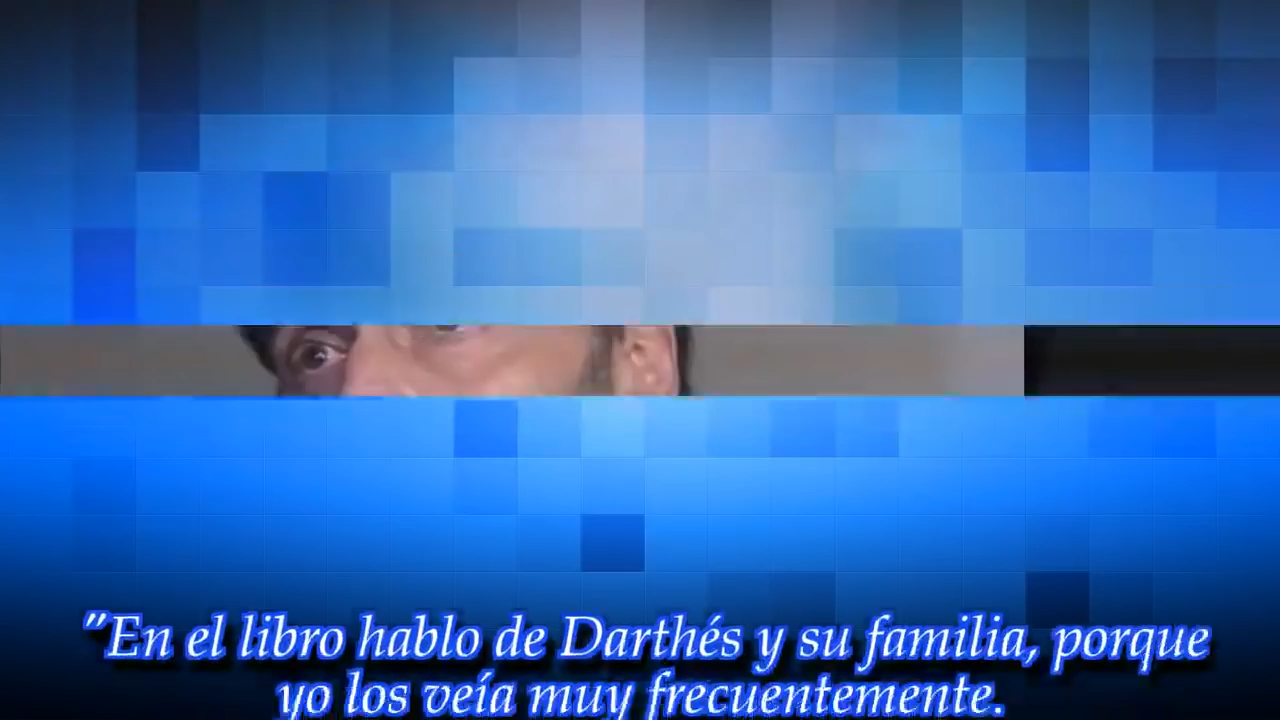 "En el libro hablo de Darthés y su familia, porque
yo los veía muy frecuentemente.